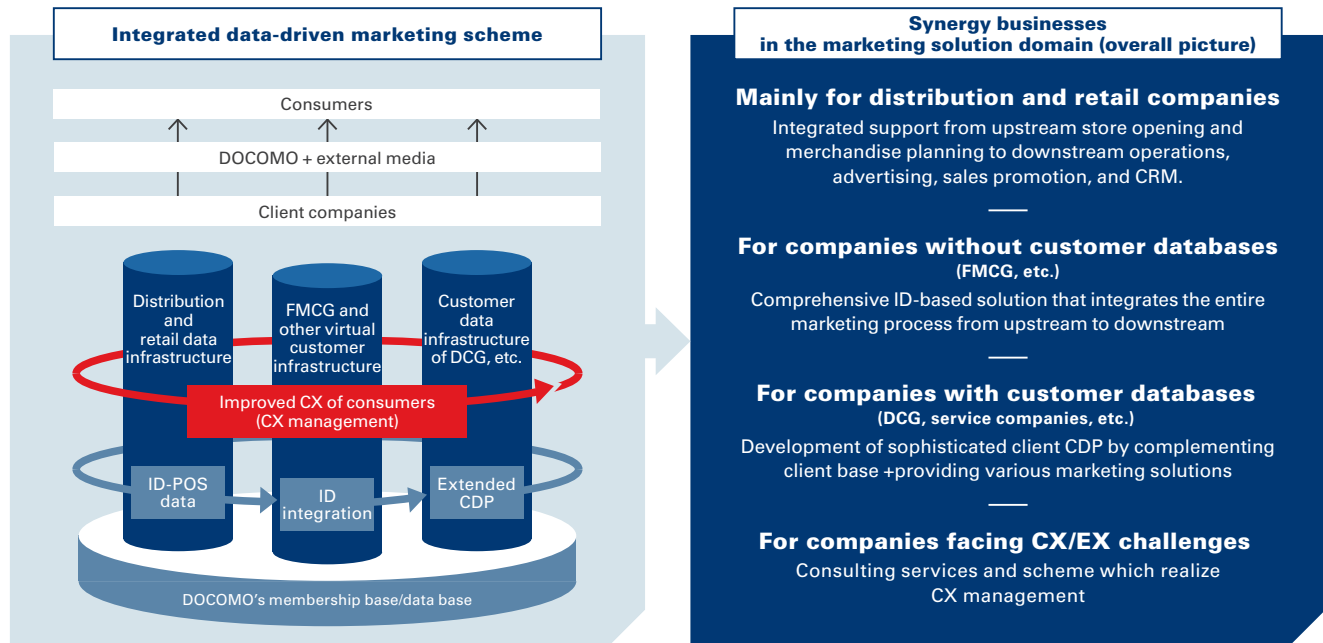 Integrated data-driven marketing scheme
Consumers
DOCOMO + external media
Client companies
Distribution
and
retail data
infrastructure
FMCG and
other virtual
customer
infrastructure
Customer
data
infrastructure
of DCG, etc.
Improved CX of consumers
(CX management)
ID-POS
data
ID
integration
Extended
CDP
DOCOMO's membership base/data base
Synergy businesses
in the marketing solution domain (overall picture)
Mainly for distribution and retail companies
Integrated support from upstream store opening and
merchandise planning to downstream operations,
advertising, sales promotion, and CRM.
For companies without customer databases
(FMCG, etc.)
Comprehensive ID-based solution that integrates the entire
marketing process from upstream to downstream
For companies with customer databases
(DCG, service companies, etc.)
Development of sophisticated client CDP by complementing
client base +providing various marketing solutions
For companies facing CX/EX challenges
Consulting services and scheme which realize
CX management